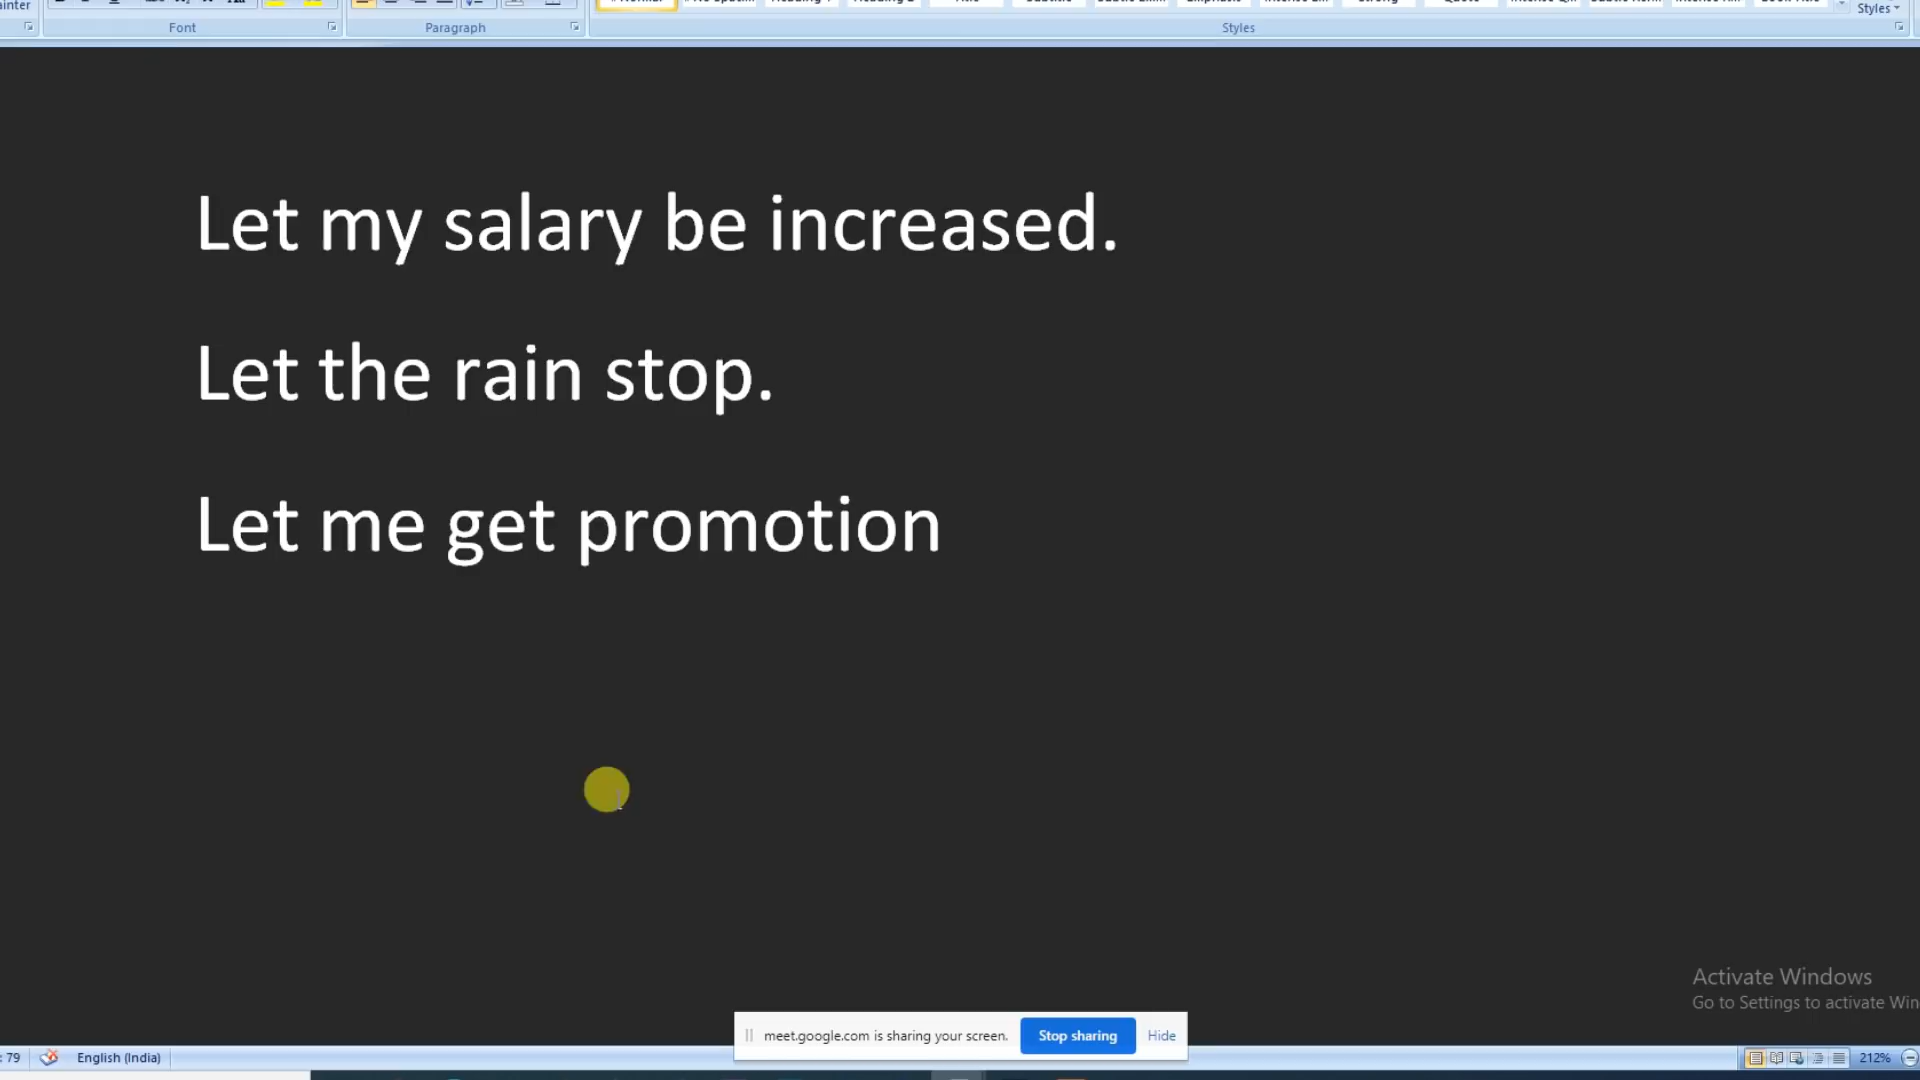 ainter
Font
Paragraph
Styles
Styles
Let my salary be increased.
Let the rain stop.
Let me get promotion
Activate Windows
Go to Settings to activate Win
meet.google.com is sharing your screen.
Stop sharing
Hide
: 79
English (India)
212%